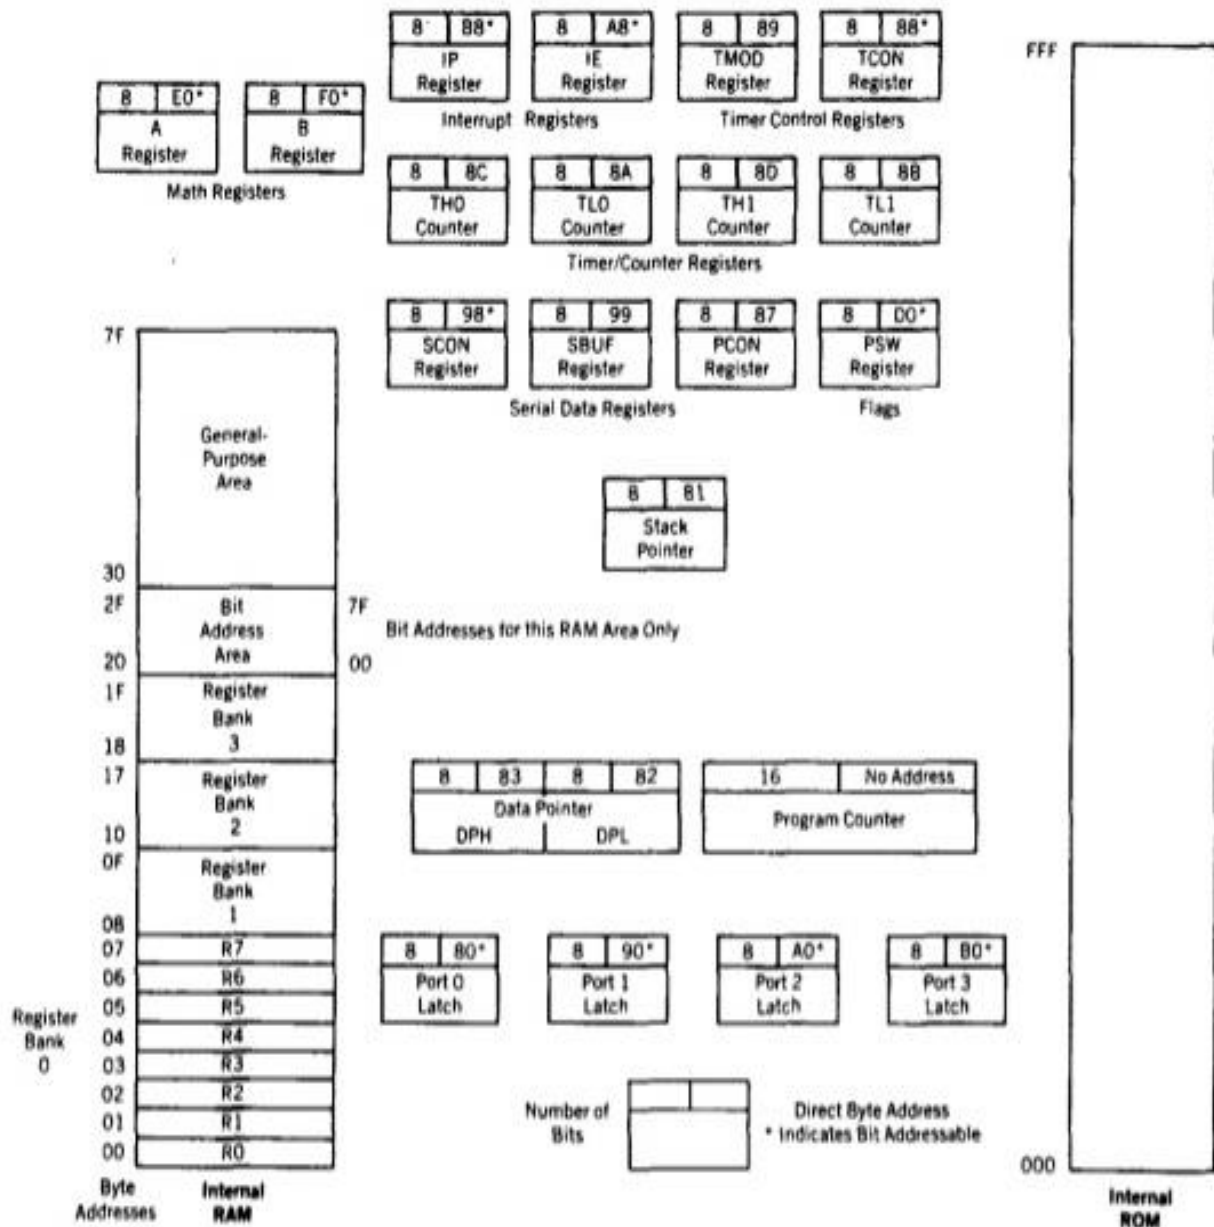 8 B8* 8 A8* 8 89 8 88*
IP Register IE Register TMOD Register TCON Register
Interrupt Registers Timer Control Registers
FFF
8 E0* 8 F0*
A Register B Register
Math Registers
8 8C 8 8A 8 8D 8 8B
TH0 Counter TL0 Counter TH1 Counter TL1 Counter
Timer/Counter Registers
8 98* 8 99 8 87 8 D0*
SCON Register SBUF Register PCON Register PSW Register
Serial Data Registers Flags
7F
General-
Purpose
Area
30
8 81
Stack
Pointer
2F Bit 7F
Address
Area
20 00
Bit Addresses for this RAM Area Only
1F Register
Bank
18 3
17 Register
Bank
10 2
0F Register
Bank
08 1
8 83 8 82
Data Pointer
DPH DPL
16 No Address
Program Counter
07 R7
06 R6
05 R5
04 R4
03 R3
02 R2
01 R1
00 R0
Register
Bank
0
8 80* 8 90* 8 A0* 8 B0*
Port 0 Latch Port 1 Latch Port 2 Latch Port 3 Latch
Number of
Bits
Direct Byte Address
* Indicates Bit Addressable
000
Byte
Addresses
Internal
RAM
Internal
ROM